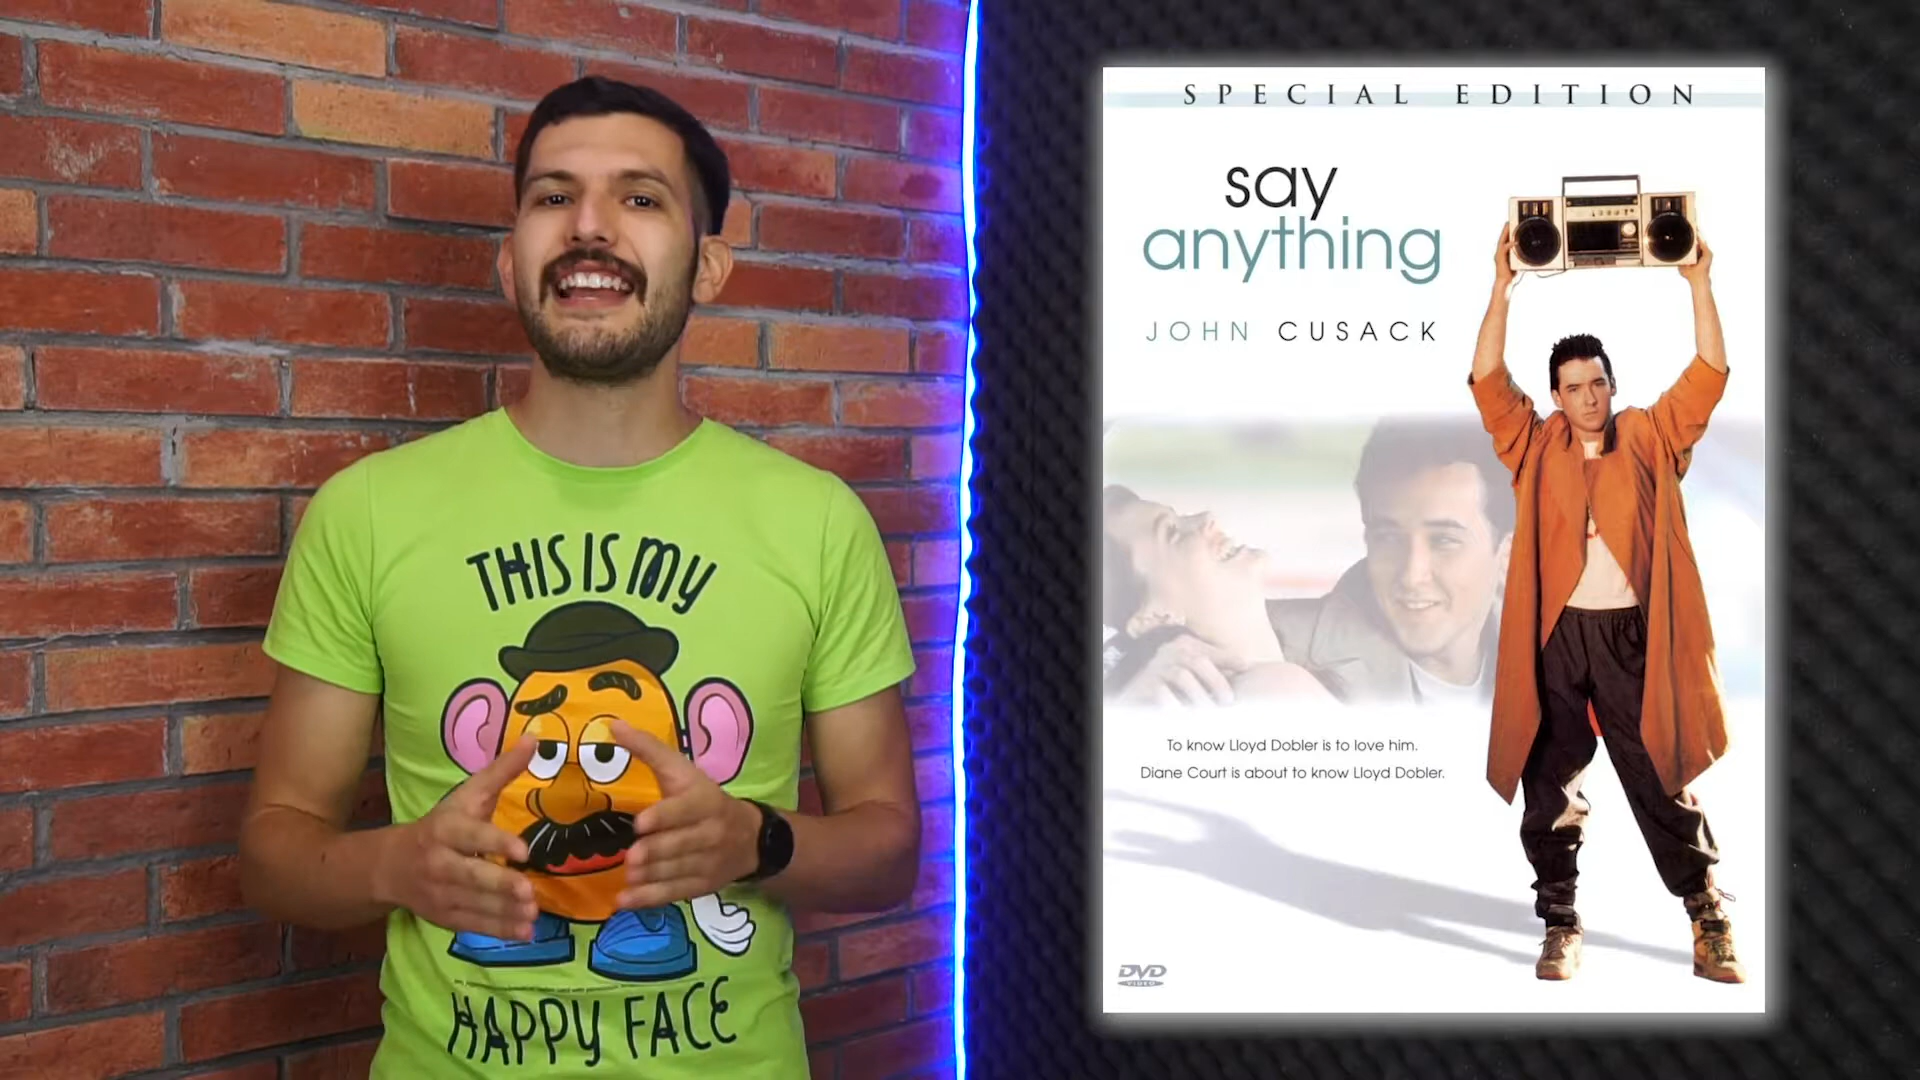 THIS IS MY
HAPPY FACE
SPECIAL EDITION
say
anything
JOHN CUSACK
To know Lloyd Dobler is to love him.
Diane Court is about to know Lloyd Dobler.
DVD
VIDEO